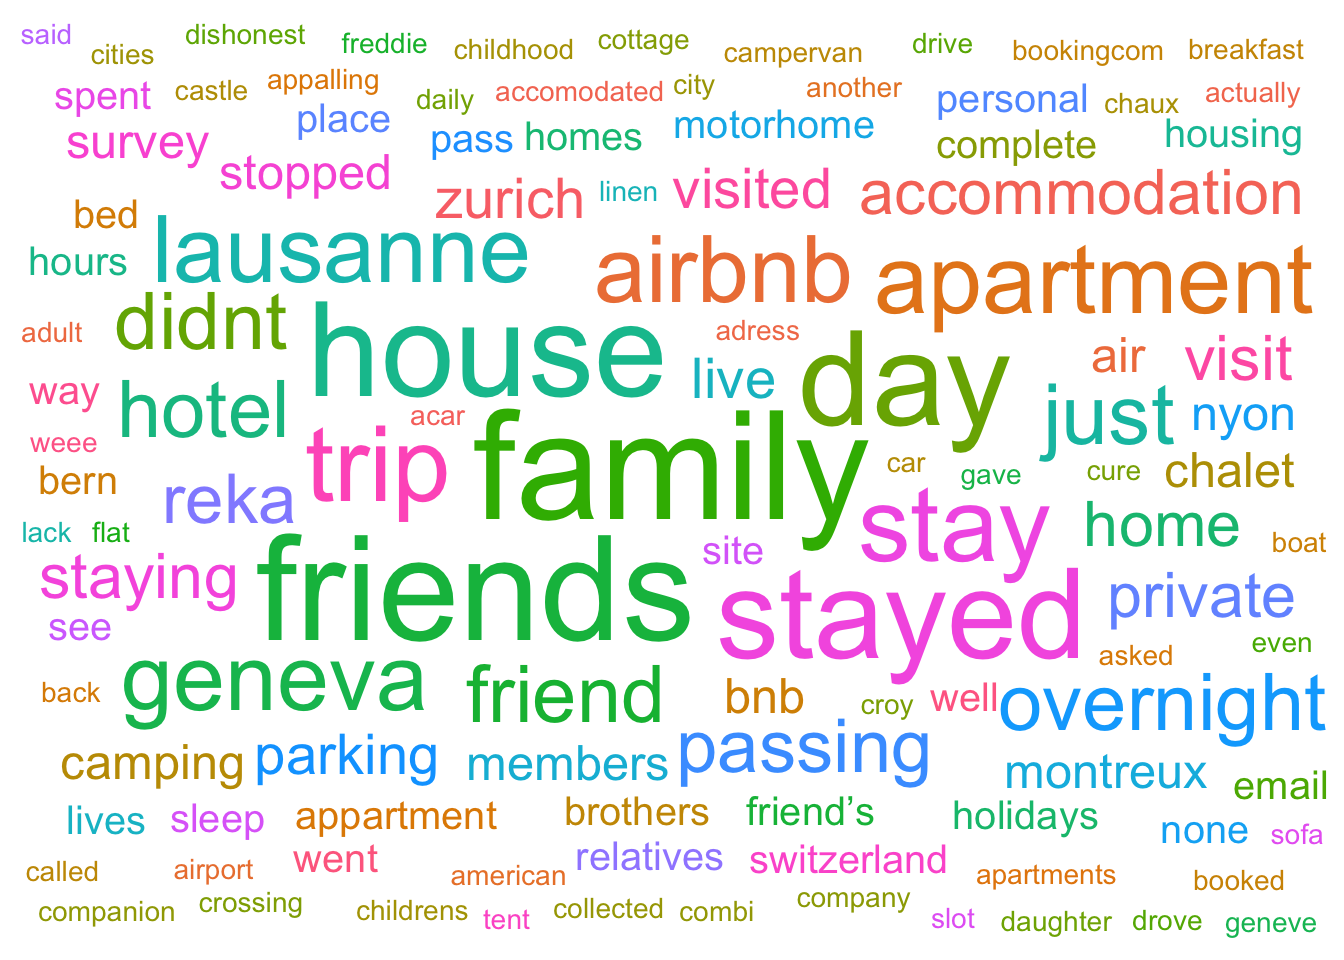 said cities dishonest freddie childhood cottage campervan drive bookingcom breakfast
spent castle appalling daily accomodated city another personal chaux actually
survey place pass homes motorhome complete housing
stopped zurich linen visited accommodation
bed lausanne airbnb apartment
hours didnt house adress day air visit
adult way hotel acar live just nyon
weee trip family car gave cure chalet
bern reka stay home
lack flat friends site boat
staying stayed private
see geneva friend asked even
back bnb croy well overnight
camping parking members passing montreux email
lives sleep appartment brothers friend’s holidays none sofa
called airport went american relatives switzerland apartments booked
companion crossing childrens tent collected combi company slot daughter drove geneve